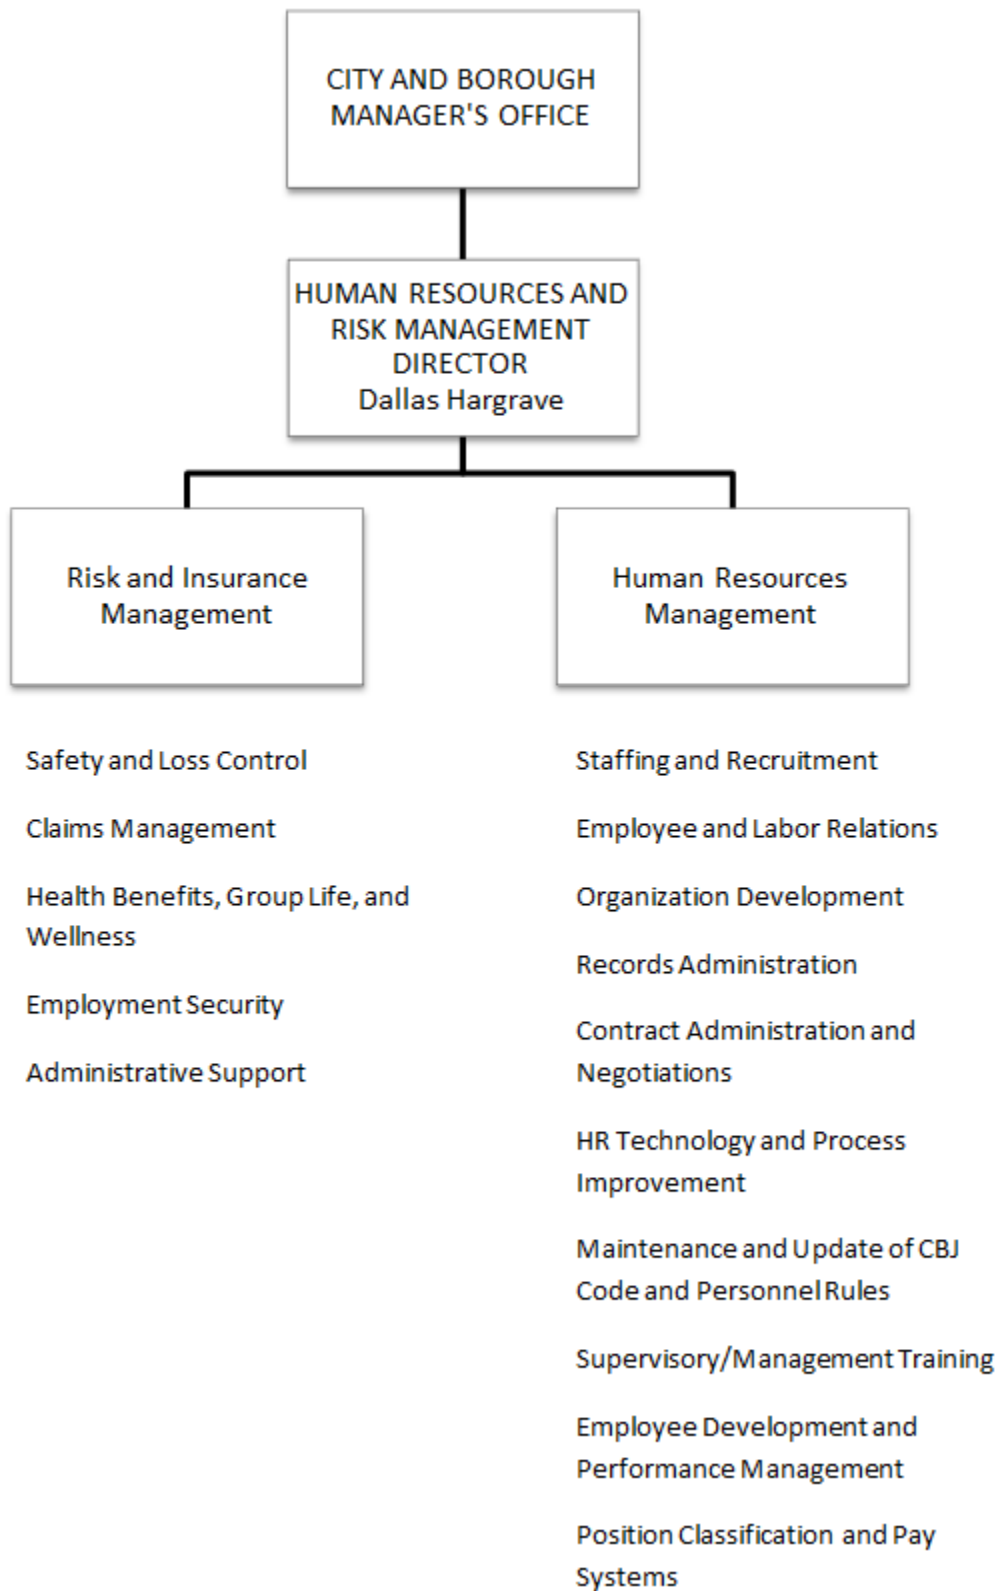 CITY AND BOROUGH
MANAGER'S OFFICE
HUMAN RESOURCES AND
RISK MANAGEMENT
DIRECTOR
Dallas Hargrave
Risk and Insurance
Management
Human Resources
Management
Safety and Loss Control
Claims Management
Health Benefits, Group Life, and
Wellness
Employment Security
Administrative Support
Staffing and Recruitment
Employee and Labor Relations
Organization Development
Records Administration
Contract Administration and
Negotiations
HR Technology and Process
Improvement
Maintenance and Update of CBJ
Code and Personnel Rules
Supervisory/Management Training
Employee Development and
Performance Management
Position Classification and Pay
Systems